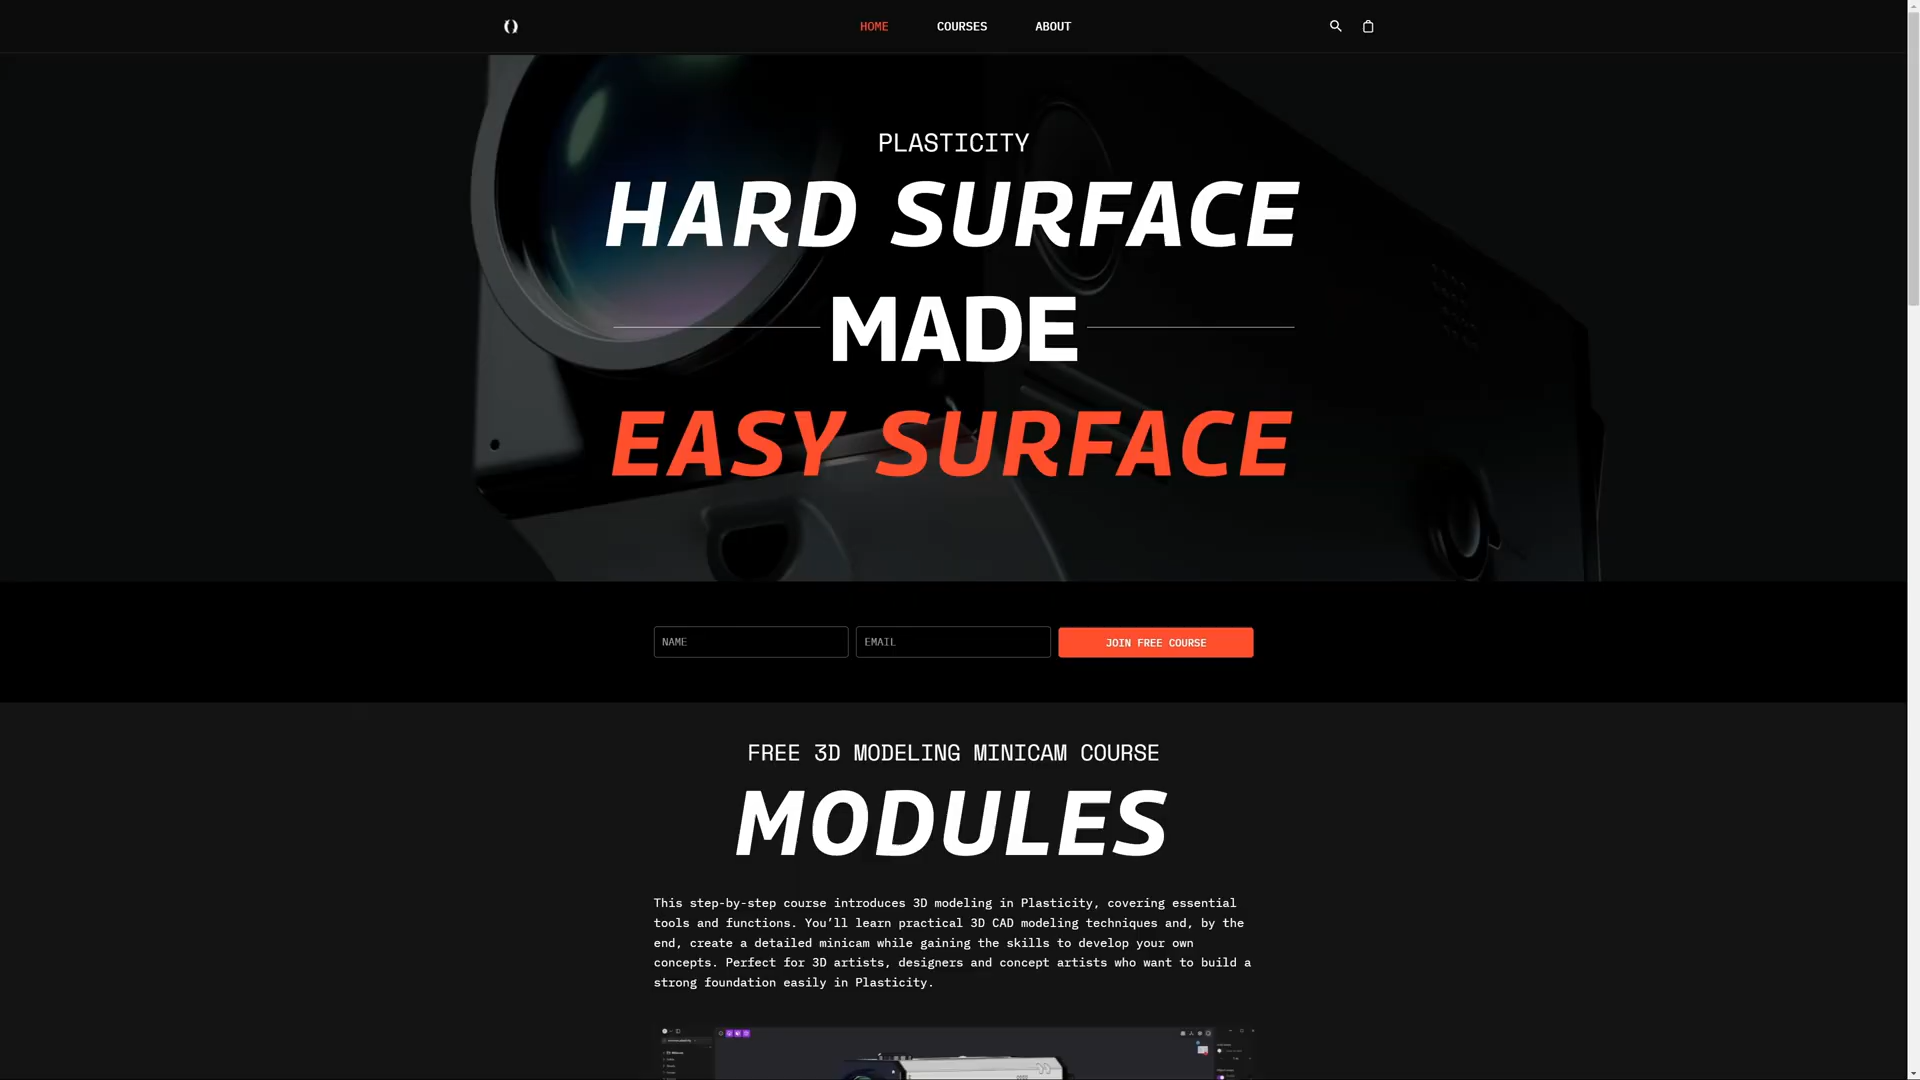 HOME COURSES ABOUT
PLASTICITY
HARD SURFACE
MADE
EASY SURFACE
NAME EMAIL JOIN FREE COURSE
FREE 3D MODELING MINICAM COURSE
MODULES
This step-by-step course introduces 3D modeling in Plasticity, covering essential
tools and functions. You’ll learn practical 3D CAD modeling techniques and, by the
end, create a detailed minicam while gaining the skills to develop your own
concepts. Perfect for 3D artists, designers and concept artists who want to build a
strong foundation easily in Plasticity.